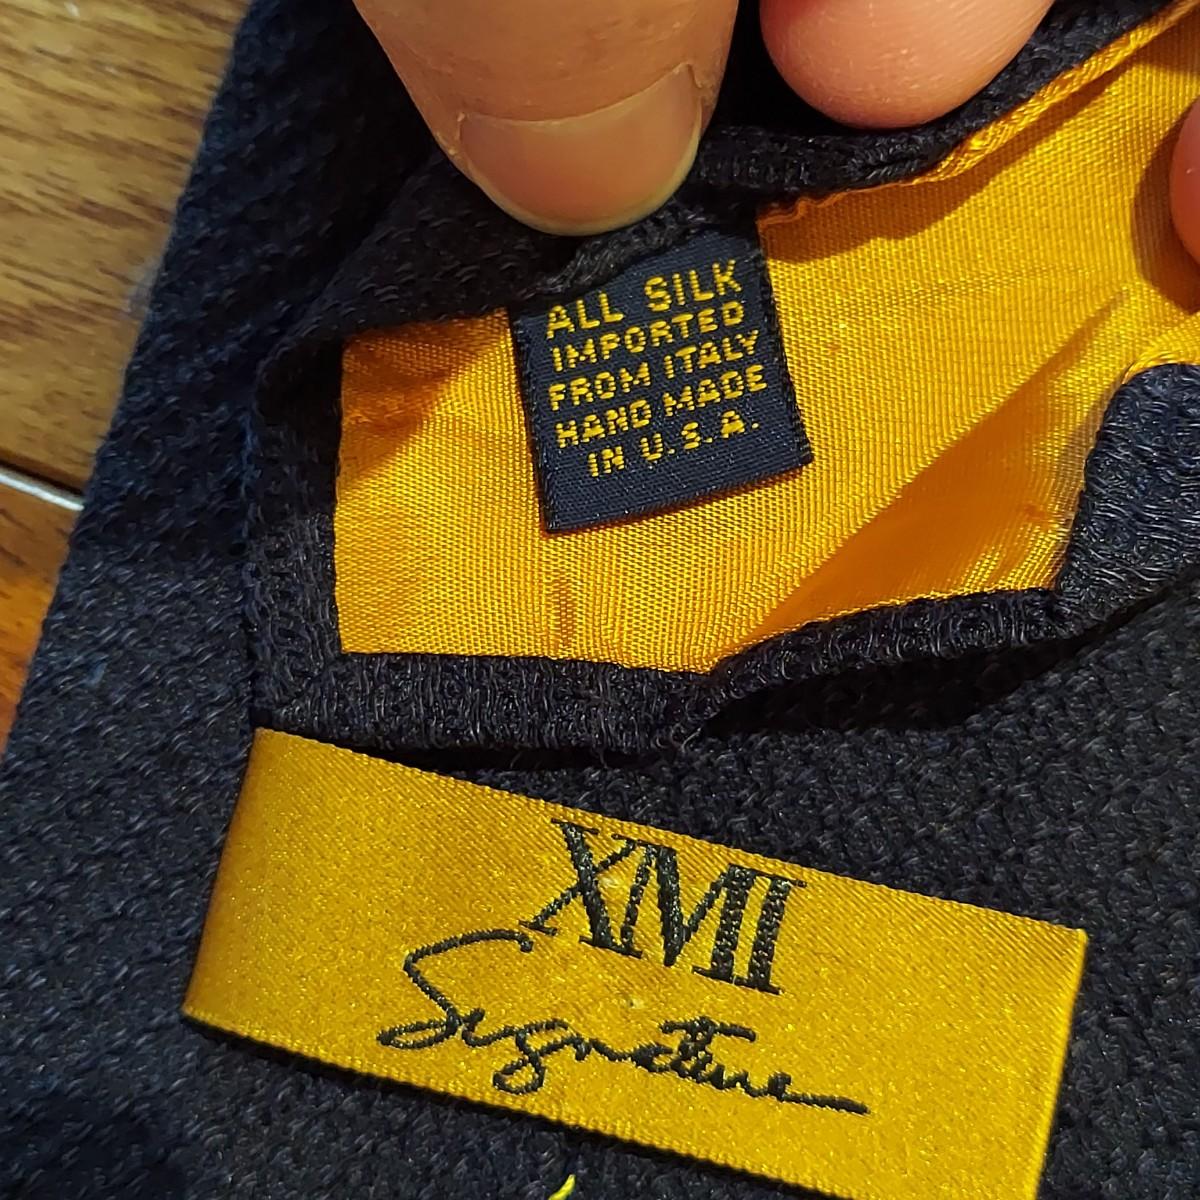 ALL SILK
IMPORTED
FROM ITALY
HAND MADE
IN U.S.A.
XMI
Signature